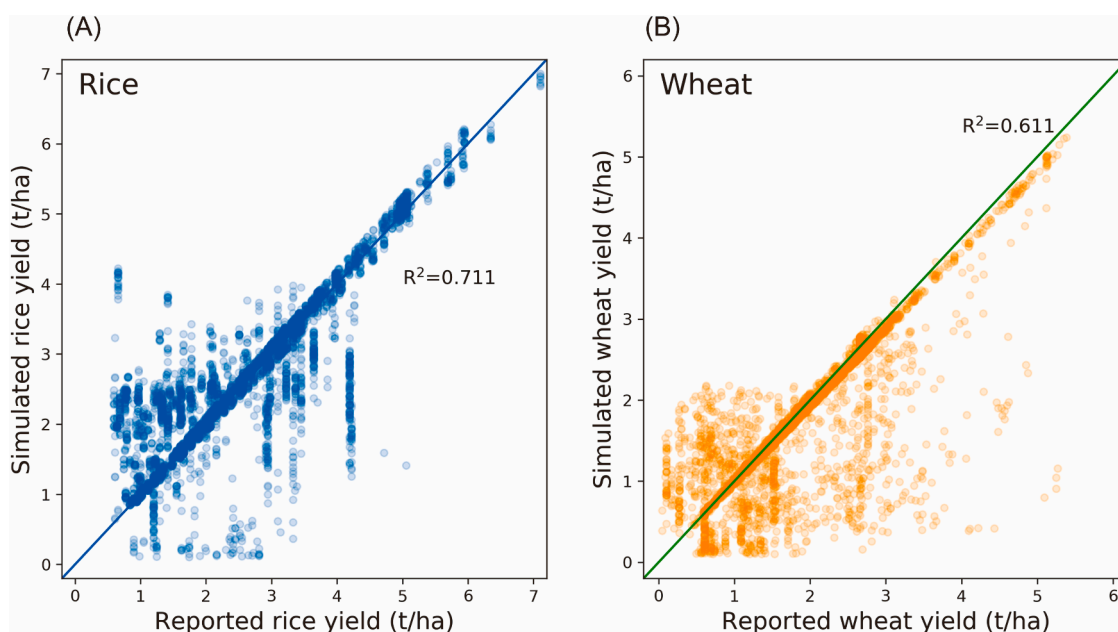 (A)
Rice
R²=0.711
7
6
5
4
3
2
1
0
0 1 2 3 4 5 6 7
Simulated rice yield (t/ha)
Reported rice yield (t/ha)
(B)
Wheat
R²=0.611
6
5
4
3
2
1
0
0 1 2 3 4 5 6
Simulated wheat yield (t/ha)
Reported wheat yield (t/ha)